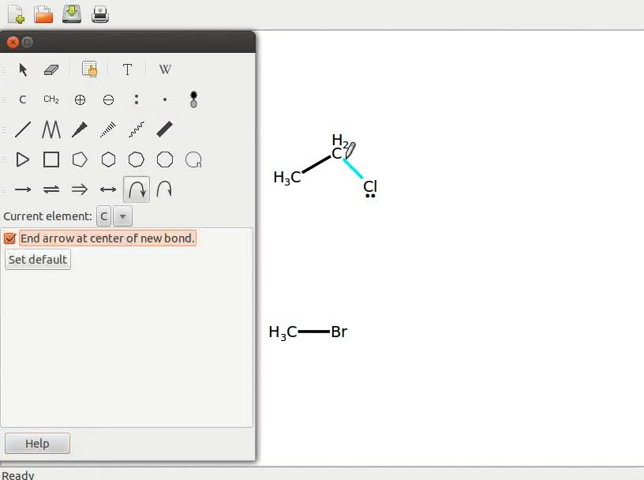 T W
C CH₂
Current element: C
End arrow at center of new bond.
Set default
Help
Ready
H₂
C
H₃C
Cl
H₃C Br